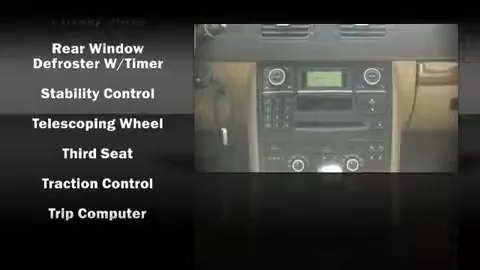 Rear Window
Defroster W/Timer
Stability Control
Telescoping Wheel
Third Seat
Traction Control
Trip Computer